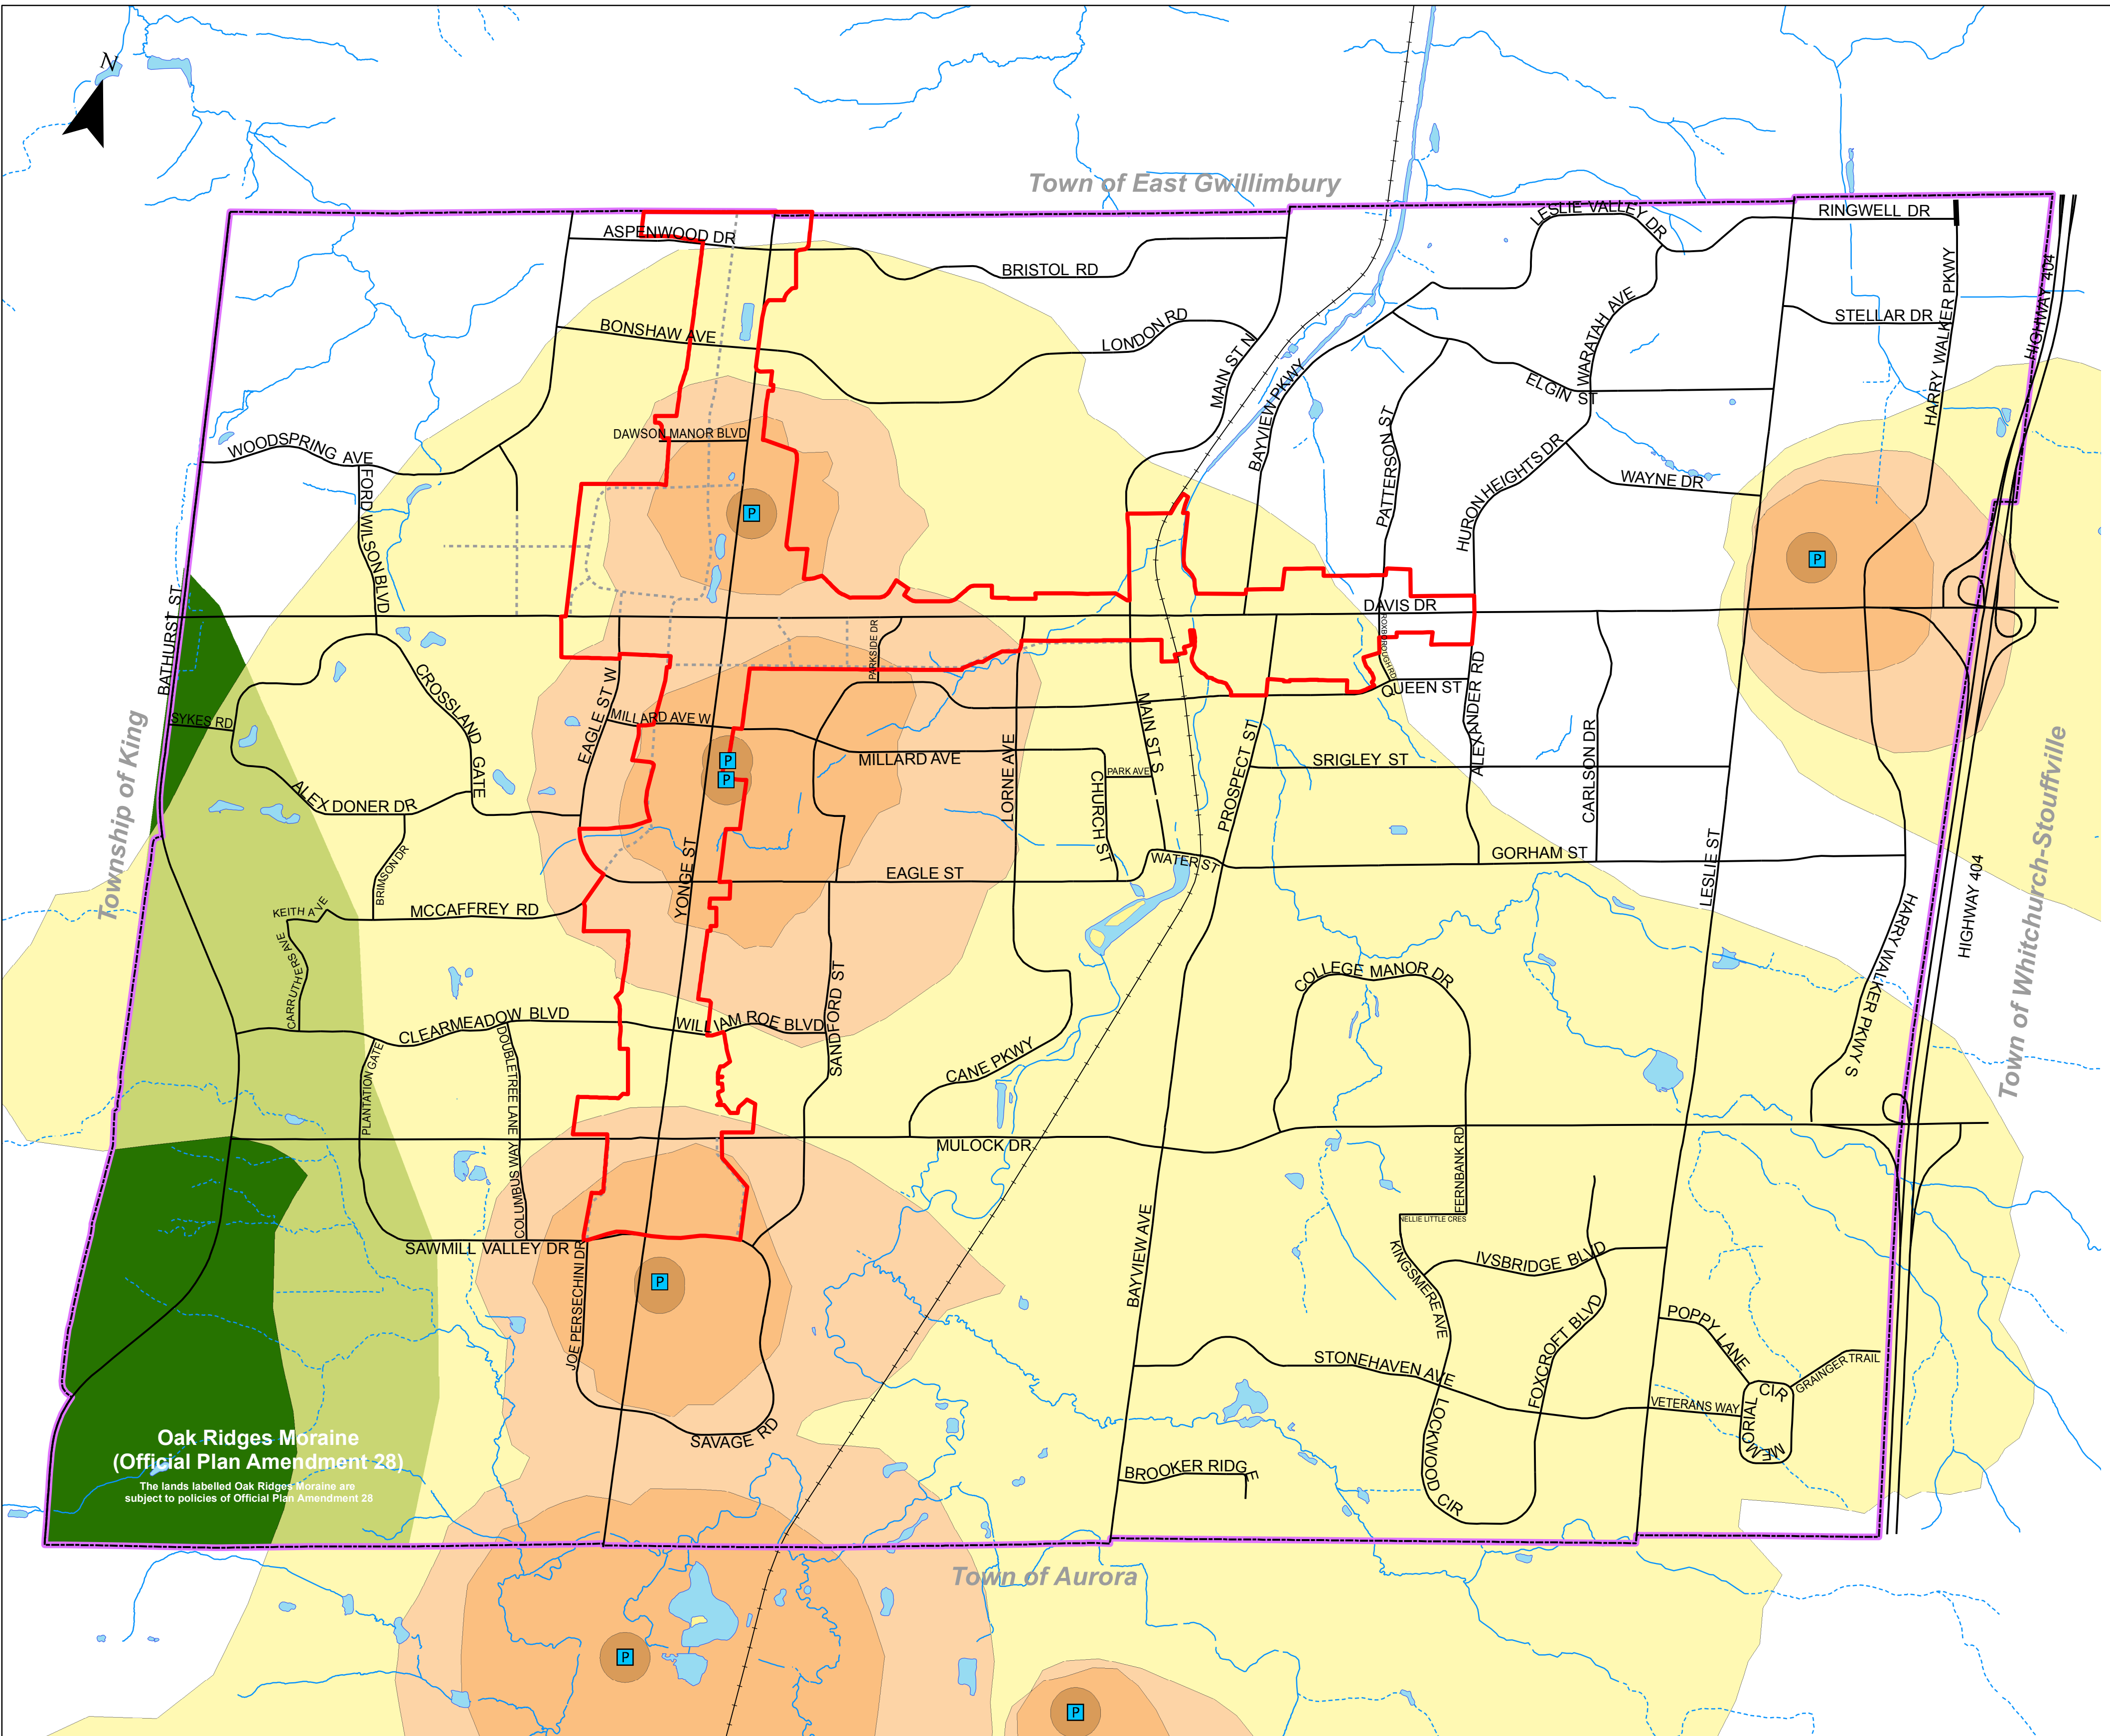 N
Town of East Gwillimbury
LESLIE VALLEY DR
RINGWELL DR
ASPENWOOD DR
BRISTOL RD
HARRY WALKER PKWY
HIGHWAY 404
STELLAR DR
WARATAH AVE
LONDON RD
BONSHAW AVE
MAIN ST N
BAYVIEW PKWY
ELGIN ST
PATTERSON ST
DAWSON MANOR BLVD
HURON HEIGHTS DR
WAYNE DR
WOODSPRING AVE
FORD WILSON BLVD
P
P
BATHURST ST
DAVIS DR
ROXBOROUGH RD
PARKSIDE DR
EAGLE ST W
CROSSLAND GATE
QUEEN ST
ALEXANDER RD
SYKES RD
MILLARD AVE W
MAIN ST S
PROSPECT ST
CARLSON DR
Township of King
P
P
MILLARD AVE
LORNE AVE
PARK AVE
CHURCH ST
SRIGLEY ST
ALEX DONER DR
LESLIE ST
Town of Whitchurch-Stouffville
BRIMSON DR
YONGE ST
EAGLE ST
WATER ST
GORHAM ST
KEITH AVE
MCCAFFREY RD
CARRUTHERS AVE
HARRY WALKER PKWY S
HIGHWAY 404
COLLEGE MANOR DR
SANDFORD ST
CLEARMEADOW BLVD
WILLIAM ROE BLVD
CANE PKWY
PLANTATION GATE
DOUBLETREE LANE
COLUMBUS WAY
MULOCK DR
FERNBANK RD
NELLIE LITTLE CRES
BAYVIEW AVE
SAWMILL VALLEY DR
JOE PERSECHINI DR
P
KINGSMERE AVE
IVSBRIDGE BLVD
FOXCROFT BLVD
POPPY LANE
STONEHAVEN AVE
GRAINGER TRAIL
VETERANS WAY
MEMORIAL CIR
LOCKWOOD CIR
SAVAGE RD
BROOKER RIDGE
Oak Ridges Moraine
(Official Plan Amendment 28)
The lands labelled Oak Ridges Moraine are
subject to policies of Official Plan Amendment 28
Town of Aurora
P
P